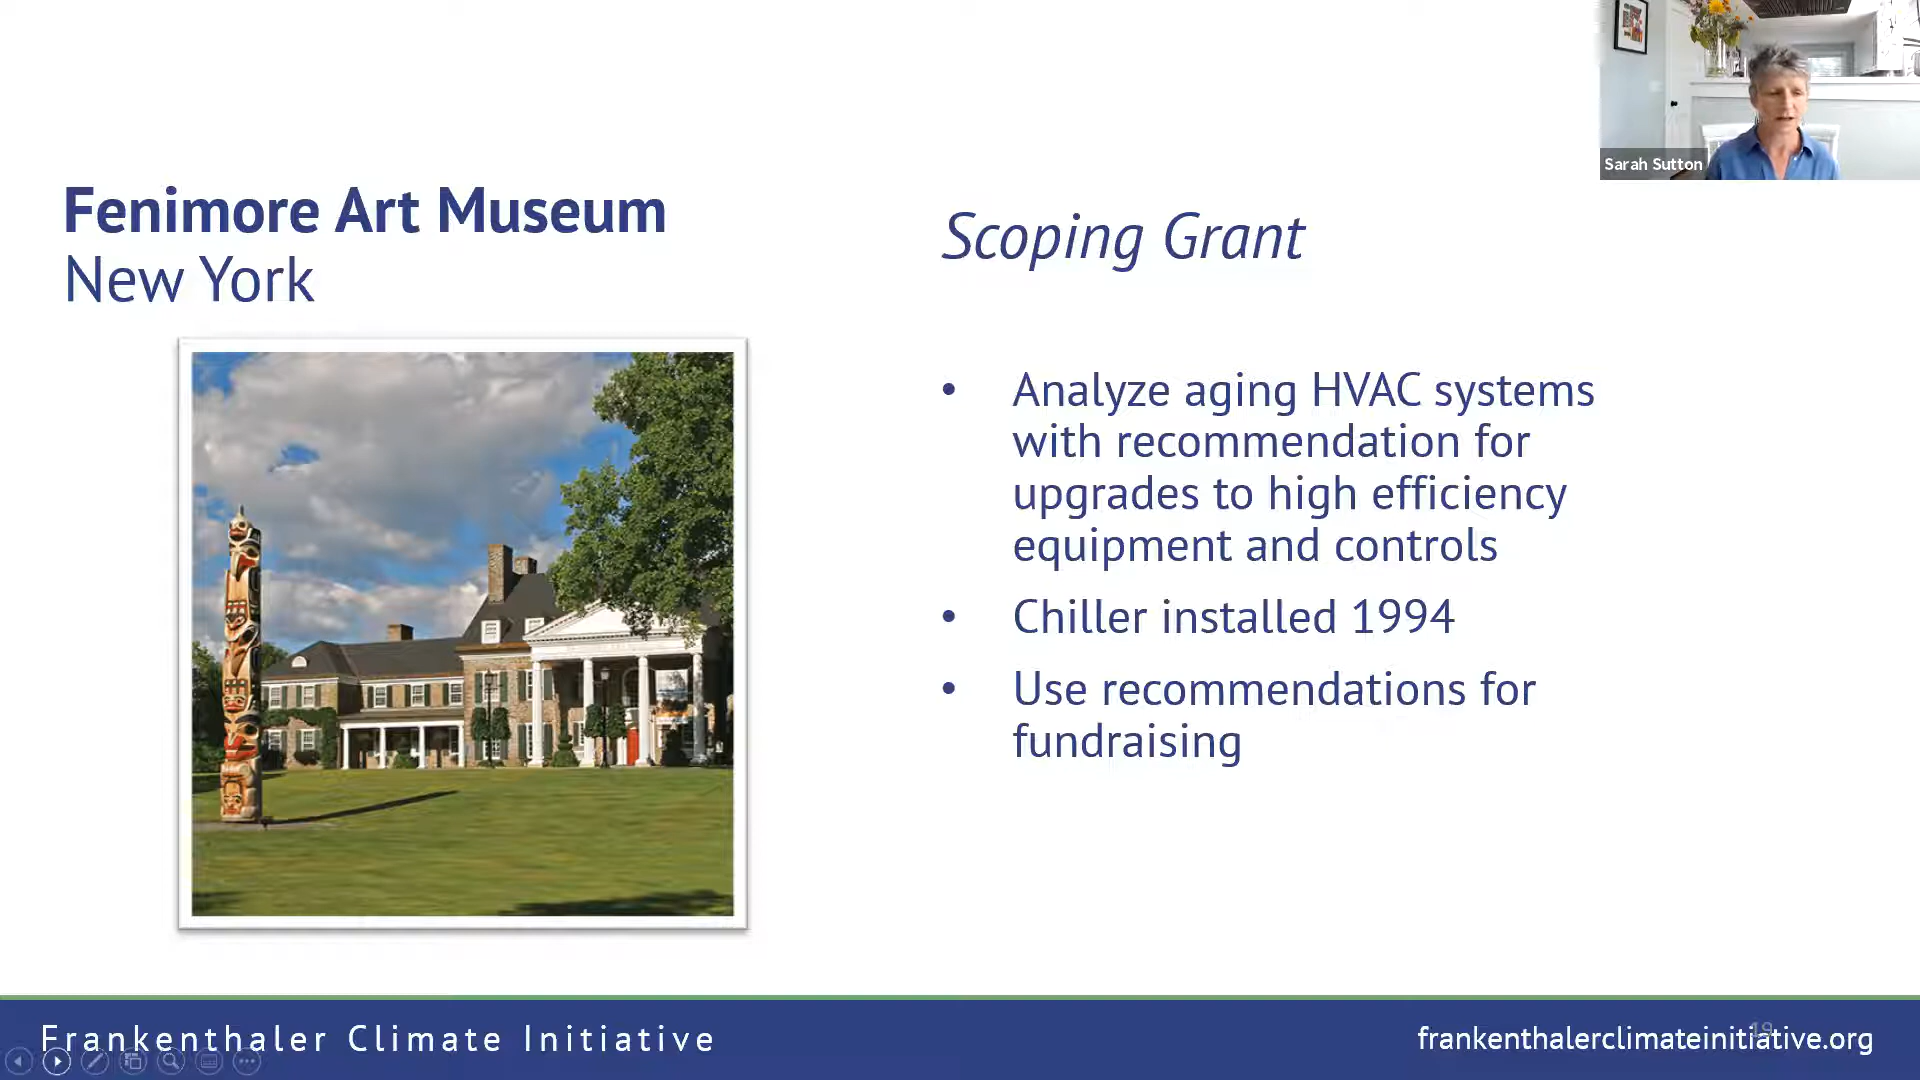 Sarah Sutton
Fenimore Art Museum
New York
Scoping Grant
• Analyze aging HVAC systems
with recommendation for
upgrades to high efficiency
equipment and controls
• Chiller installed 1994
• Use recommendations for
fundraising
Frankenthaler Climate Initiative
19
frankenthalerclimateinitiative.org